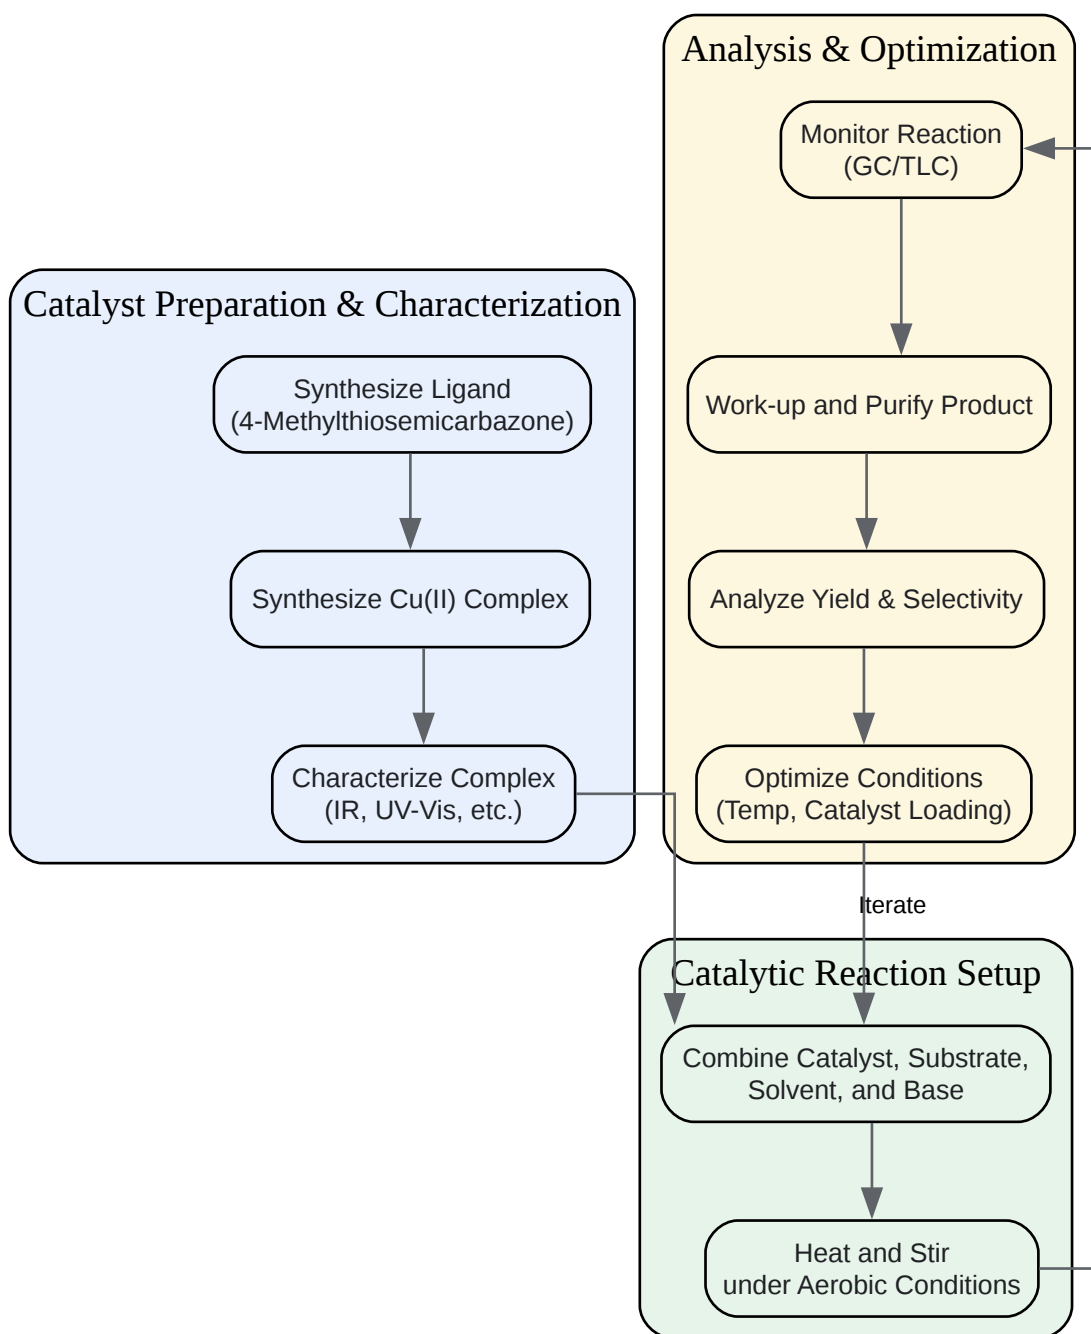 Analysis & Optimization
Monitor Reaction
(GC/TLC)
Work-up and Purify Product
Analyze Yield & Selectivity
Optimize Conditions
(Temp, Catalyst Loading)
Catalyst Preparation & Characterization
Synthesize Ligand
(4-Methylthiosemicarbazone)
Synthesize Cu(II) Complex
Characterize Complex
(IR, UV-Vis, etc.)
Iterate
Catalytic Reaction Setup
Combine Catalyst, Substrate,
Solvent, and Base
Heat and Stir
under Aerobic Conditions